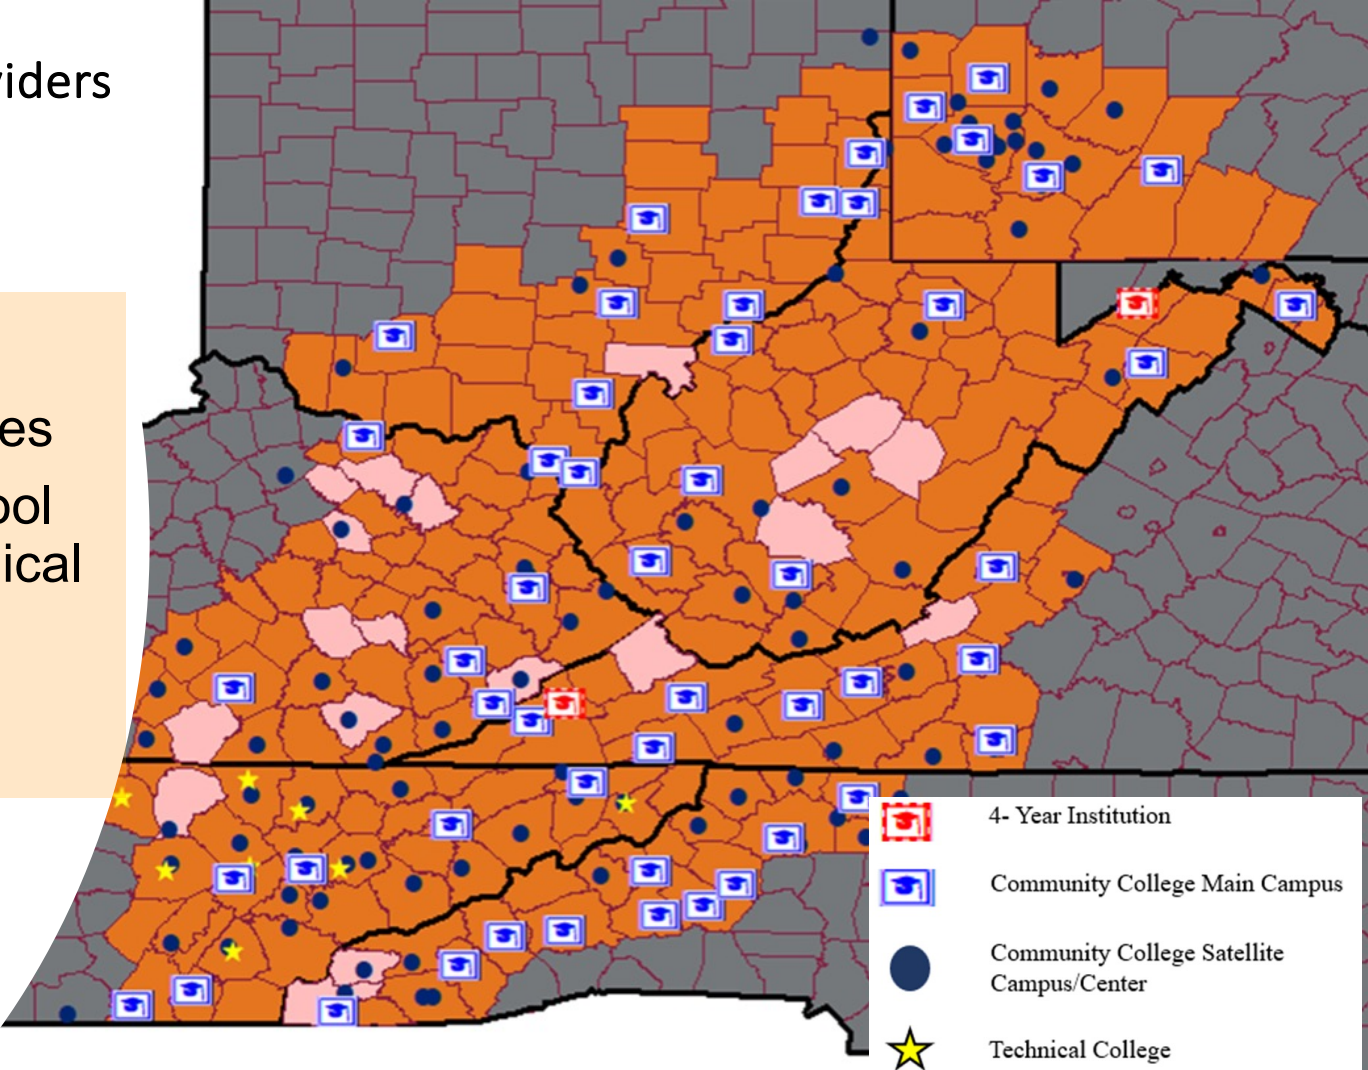 viders
es
ool
ical
4- Year Institution
Community College Main Campus
Community College Satellite
Campus/Center
Technical College